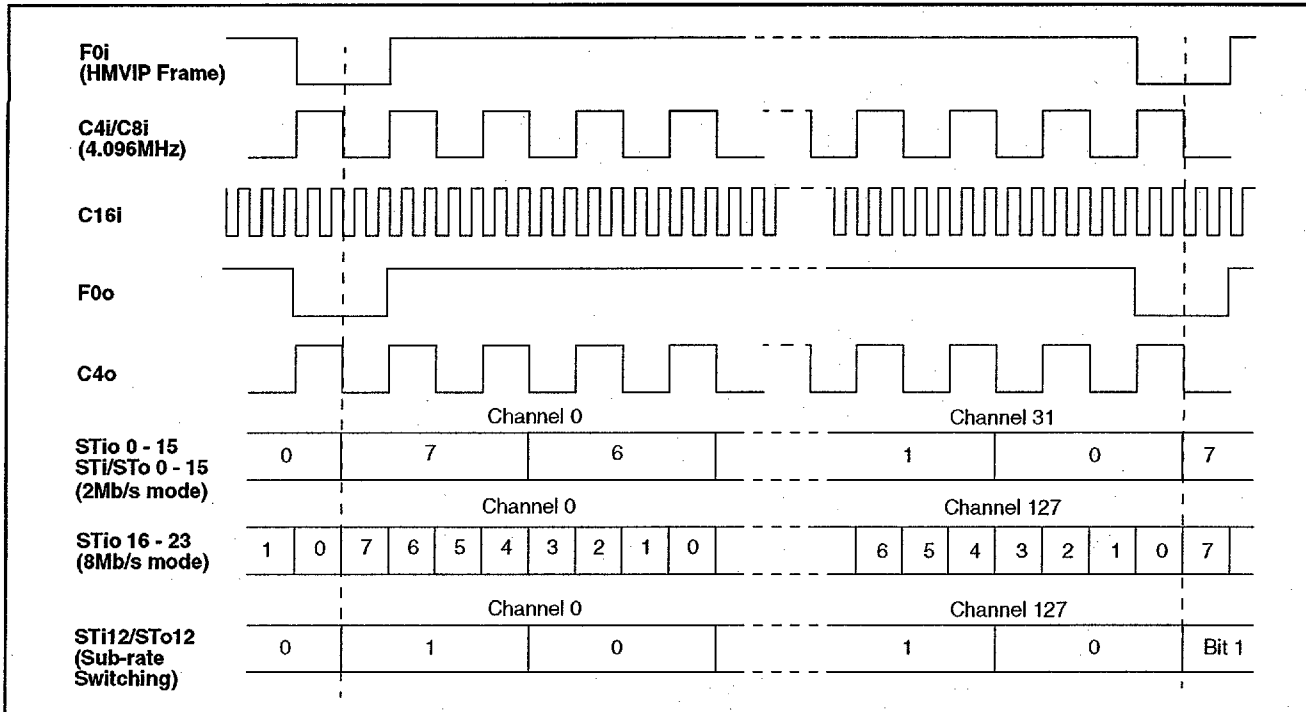 F0i
(HMVIP Frame)
C4i/C8i
(4.096MHz)
C16i
F0o
C4o
Channel 0 Channel 31
STio 0 - 15
STi/STo 0 - 15
(2Mb/s mode)
0 7 6 1 0 7
Channel 0 Channel 127
STio 16 - 23
(8Mb/s mode)
1 0 7 6 5 4 3 2 1 0 6 5 4 3 2 1 0 7
Channel 0 Channel 127
STi12/STo12
(Sub-rate
Switching)
0 1 0 1 0 Bit 1